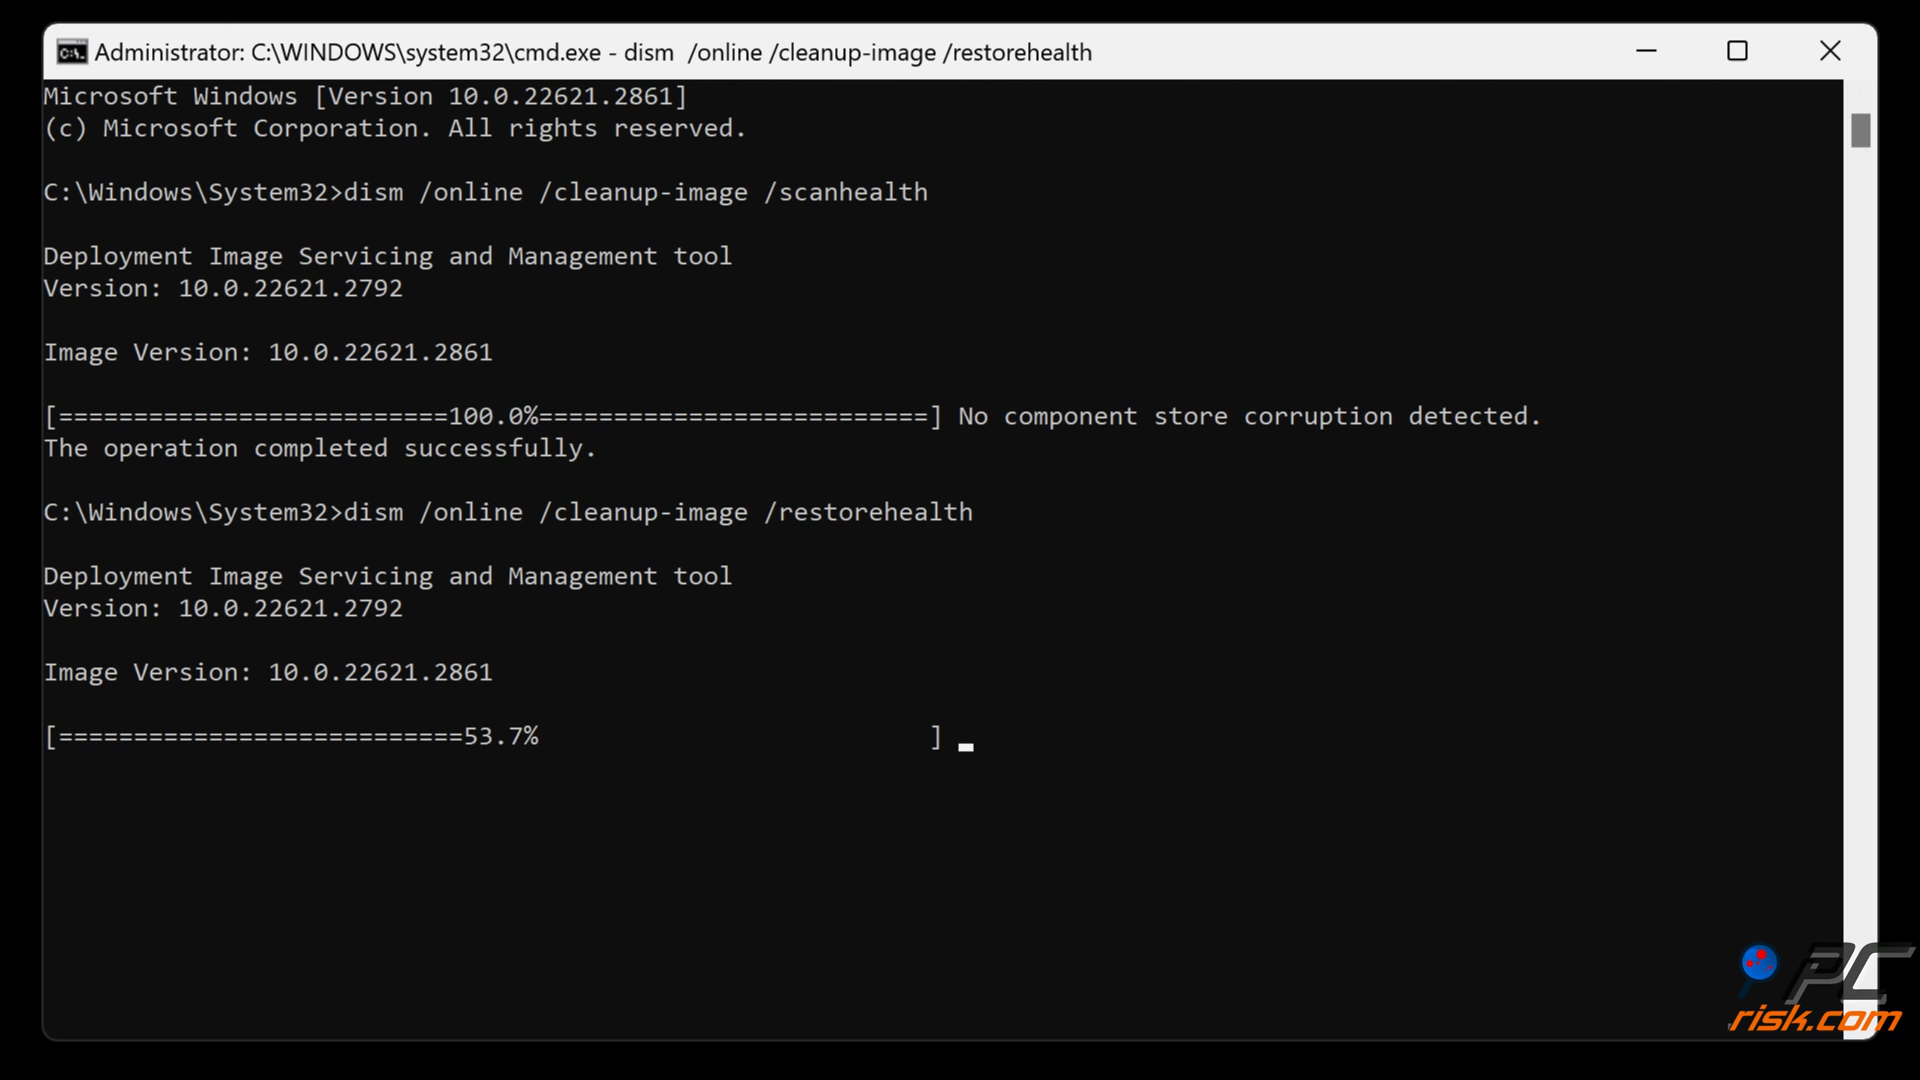 Administrator: C:\WINDOWS\system32\cmd.exe - dism  /online /cleanup-image /restorehealth
Microsoft Windows [Version 10.0.22621.2861]
(c) Microsoft Corporation. All rights reserved.
C:\Windows\System32>dism /online /cleanup-image /scanhealth
Deployment Image Servicing and Management tool
Version: 10.0.22621.2792
Image Version: 10.0.22621.2861
[==========================100.0%==========================] No component store corruption detected.
The operation completed successfully.
C:\Windows\System32>dism /online /cleanup-image /restorehealth
Deployment Image Servicing and Management tool
Version: 10.0.22621.2792
Image Version: 10.0.22621.2861
[===========================53.7%                          ]
PC
risk.com